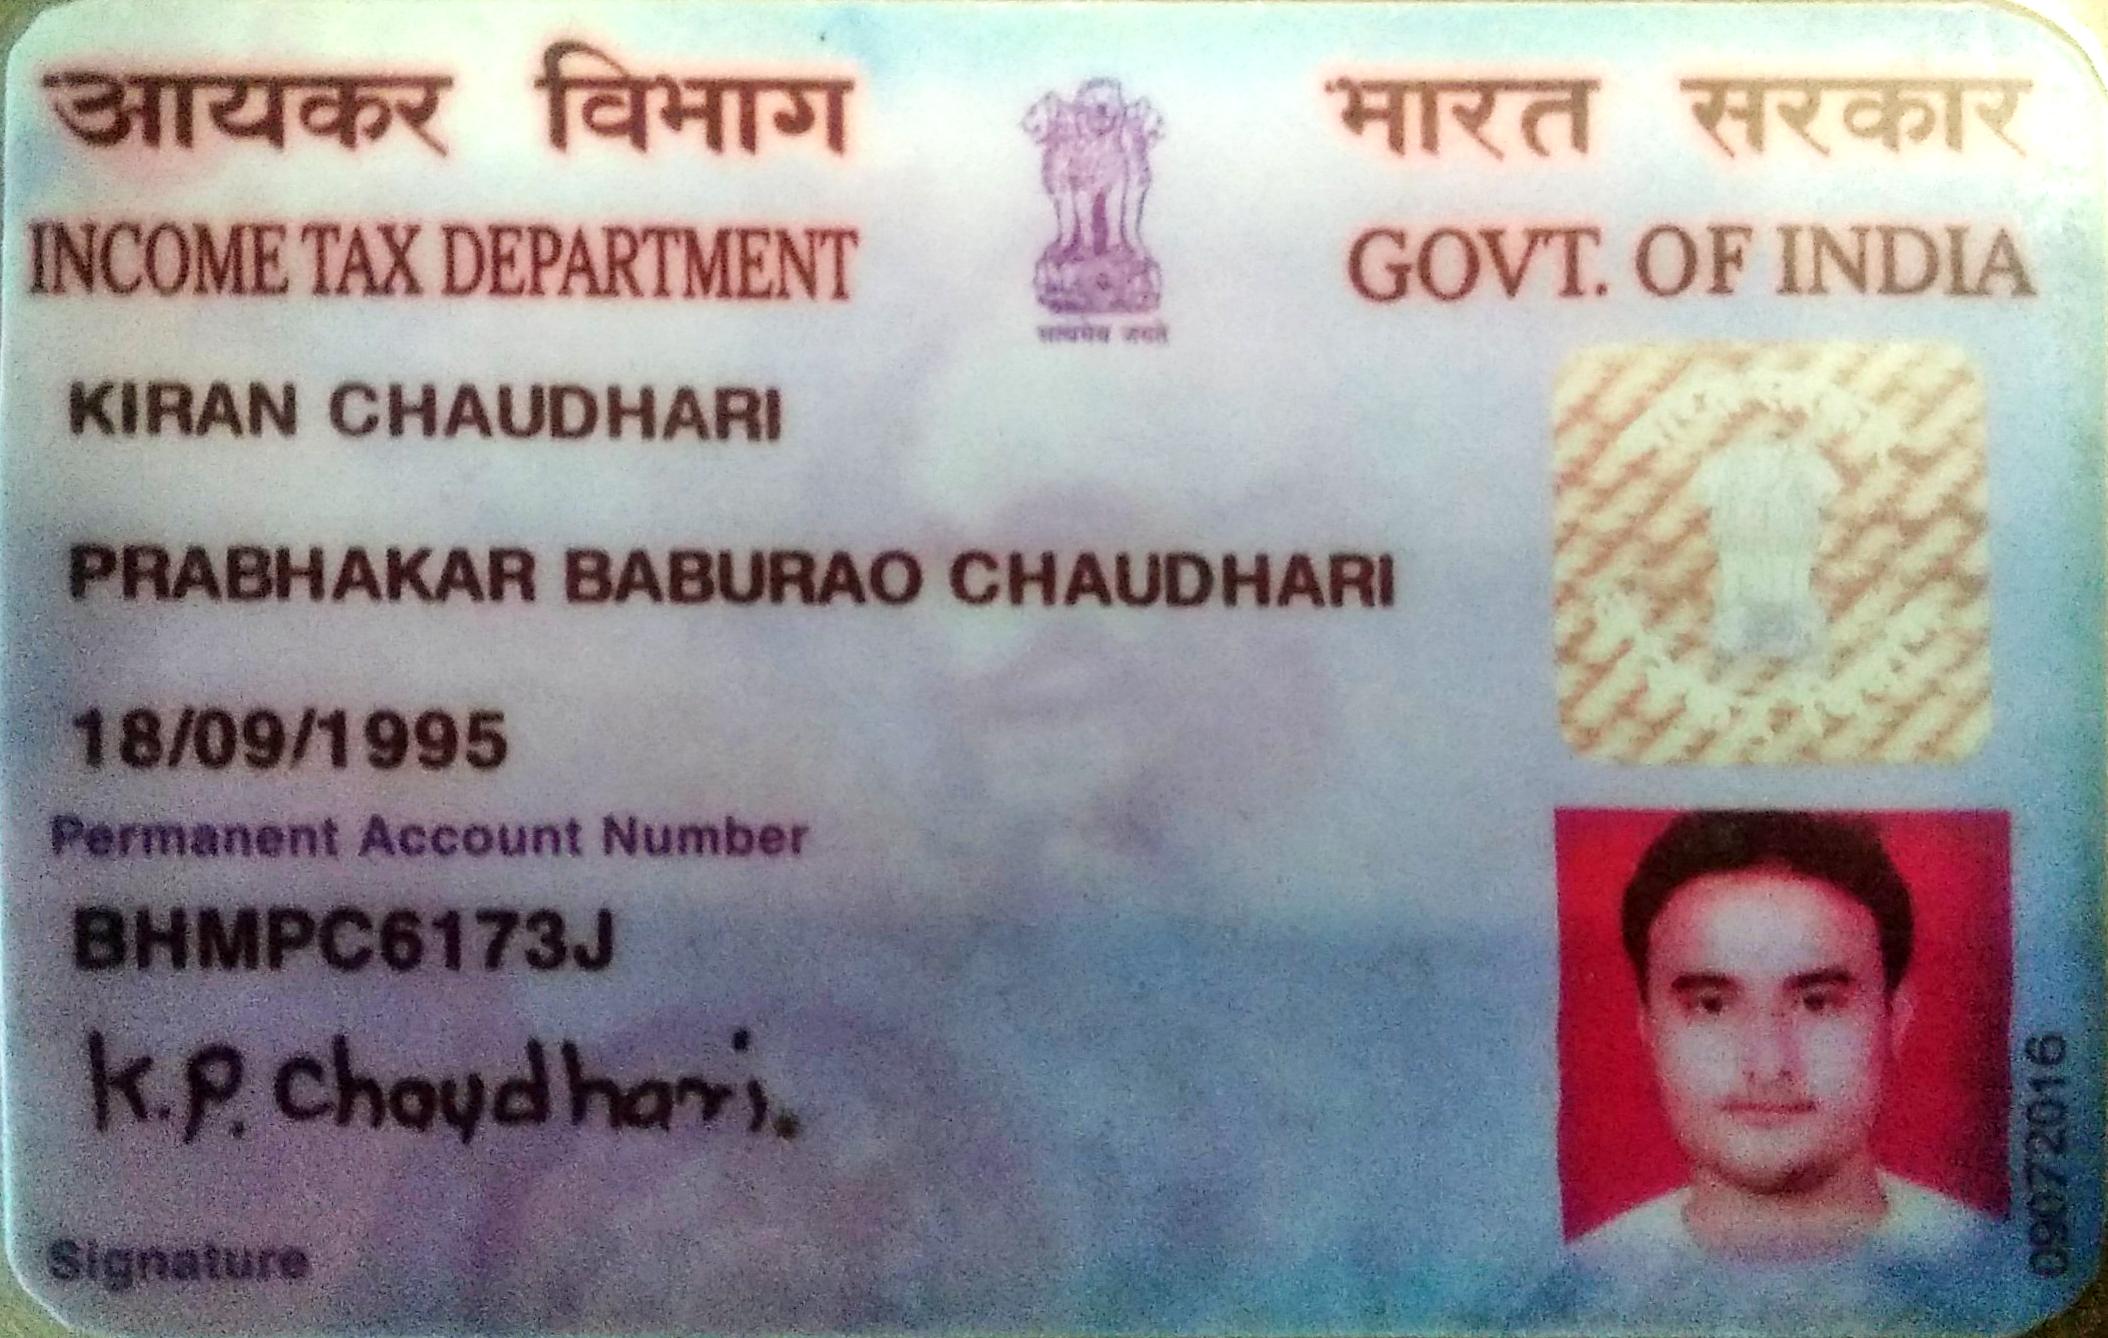 आयकर विभाग
भारत सरकार
INCOME TAX DEPARTMENT
GOVT. OF INDIA
सत्यमेव जयते
KIRAN CHAUDHARI
PRABHAKAR BABURAO CHAUDHARI
18/09/1995
Permanent Account Number
BHMPC6173J
K.P. Chaudhari.
Signature
09072016